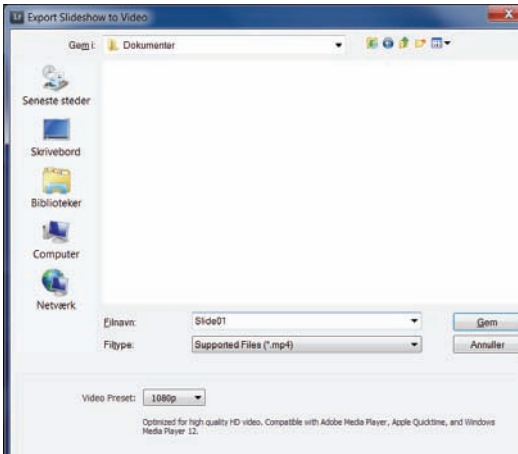 Lr Export Slideshow to Video
Gem i: Dokumenter
Seneste steder
Skrivebord
Biblioteker
Computer
Netværk
Filnavn: Slide01 Gem
Filtype: Supported Files (*.mp4) Annuller
Video Preset: 1080p
Optimized for high quality HD video. Compatible with Adobe Media Player, Apple Quicktime, and Windows
Media Player 12.